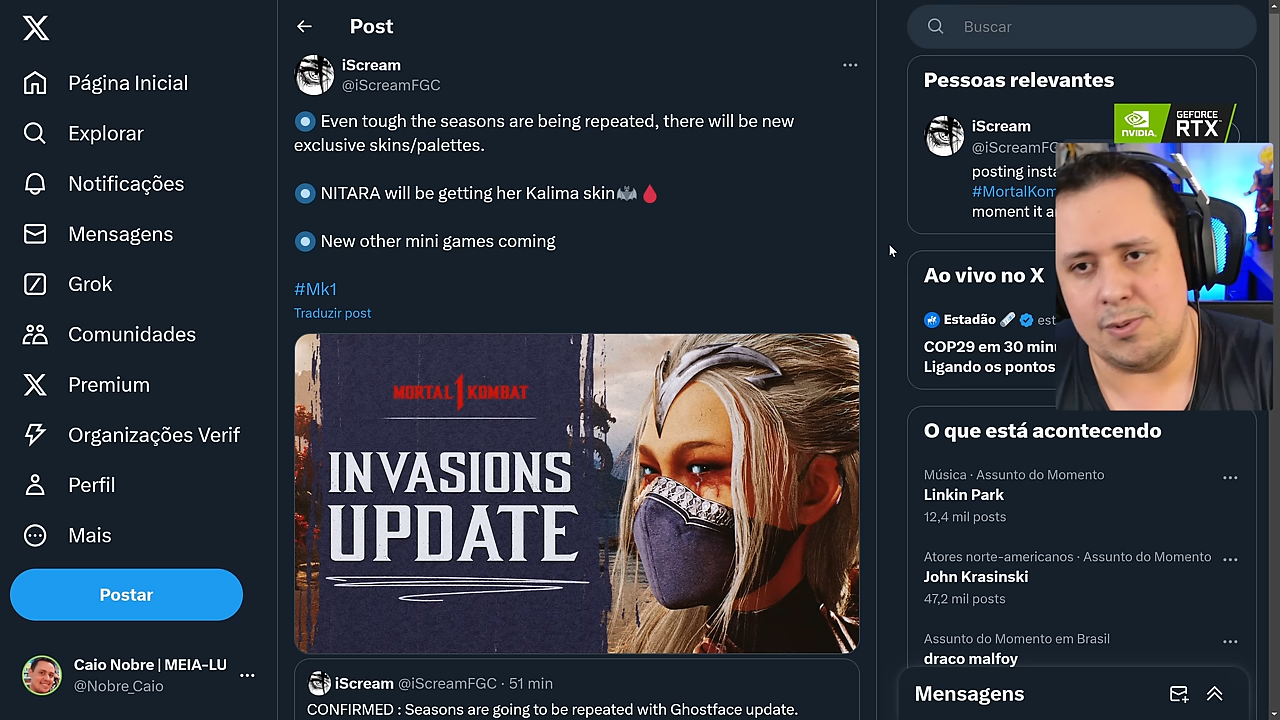 Página Inicial
Explorar
Notificações
Mensagens
Grok
Comunidades
Premium
Organizações Verif
Perfil
Mais
Postar
Caio Nobre | MEIA-LU
@Nobre_Caio
Post
iScream
@iScreamFGC
Even tough the seasons are being repeated, there will be new
exclusive skins/palettes.
NITARA will be getting her Kalima skin🦇🩸
New other mini games coming
#Mk1
Traduzir post
MORTAL KOMBAT 1
INVASIONS
UPDATE
iScream @iScreamFGC · 51 min
CONFIRMED : Seasons are going to be repeated with Ghostface update.
Buscar
Pessoas relevantes
iScream
@iScreamFG
posting insta
#MortalKom
moment it a
NVIDIA.
GEFORCE
RTX
Ao vivo no X
Estadão est
COP29 em 30 minu
Ligando os pontos
O que está acontecendo
Música · Assunto do Momento
Linkin Park
12,4 mil posts
Atores norte-americanos · Assunto do Momento
John Krasinski
47,2 mil posts
Assunto do Momento em Brasil
draco malfoy
Mensagens